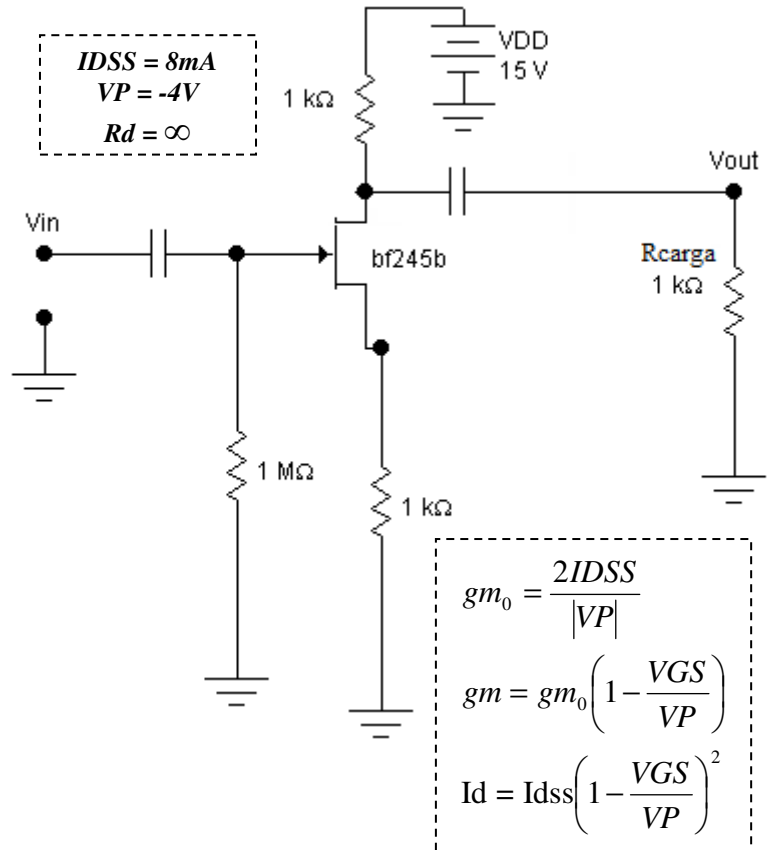 IDSS = 8mA
VP = -4V
Rd = ∞
VDD
15 V
1 kΩ
Vout
Vin
bf245b
Rcarga
1 kΩ
1 MΩ
1 kΩ
gm₀ = 2IDSS / |VP|
gm = gm₀(1 − VGS / VP)
Id = Idss(1 − VGS / VP)²